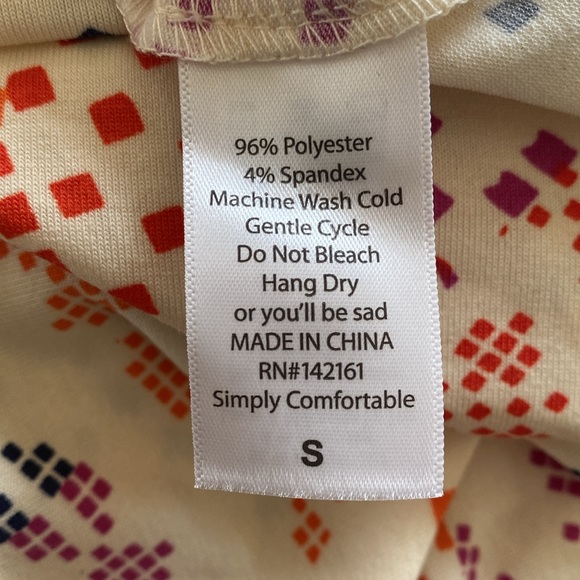 96% Polyester
4% Spandex
Machine Wash Cold
Gentle Cycle
Do Not Bleach
Hang Dry
or you'll be sad
MADE IN CHINA
RN#142161
Simply Comfortable
S